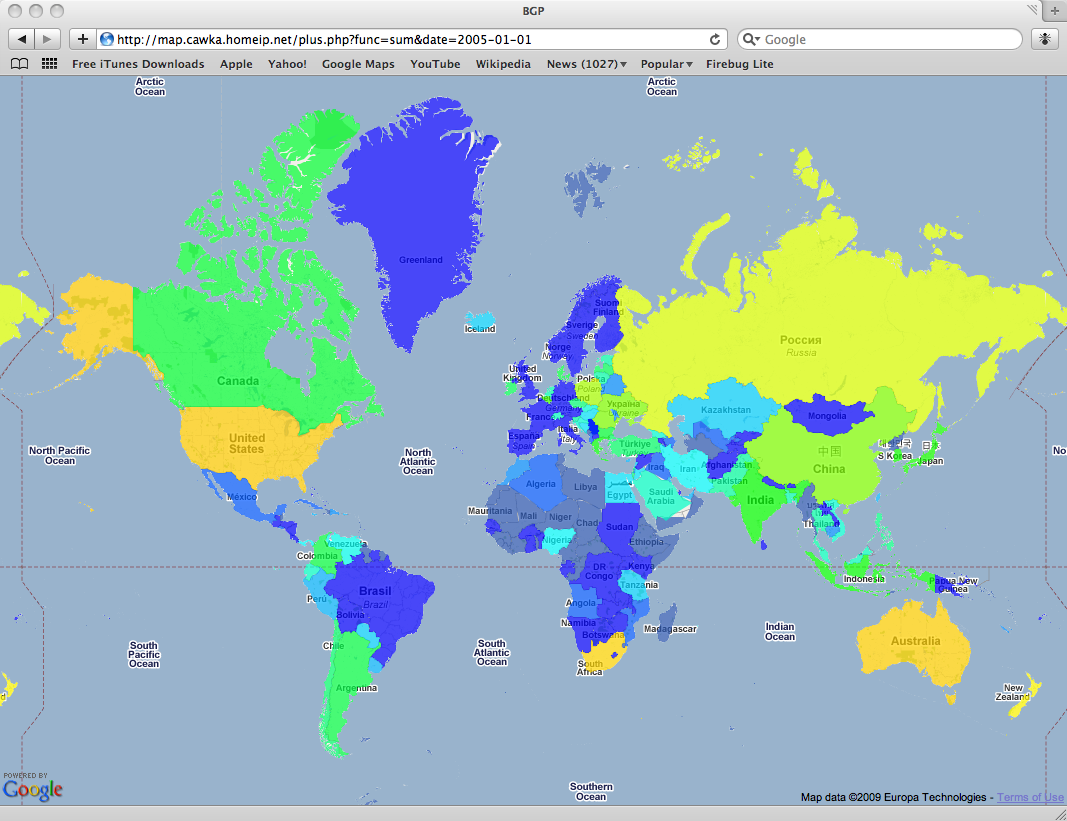 BGP
http://map.cawka.homeip.net/plus.php?func=sum&date=2005-01-01
Google
Free iTunes Downloads
Apple
Yahoo!
Google Maps
YouTube
Wikipedia
News (1027)
Popular
Firebug Lite
Arctic
Ocean
Arctic
Ocean
Greenland
Iceland
Suomi
Finland
Sverige
Sweden
Norge
Norway
Россия
Russia
United
Kingdom
Polska
Poland
Canada
Deutschland
Germany
Україна
Ukraine
Kazakhstan
Mongolia
France
United
States
Italia
Italy
España
Spain
Türkiye
Turkey
中国
China
S Korea
日本
Japan
North Pacific
Ocean
North
Atlantic
Ocean
No
Iraq
Iran
Afghanistan
Pakistan
Algeria
Libya
Egypt
Saudi
Arabia
India
México
Mauritania
Mali
Niger
Chad
Sudan
Thailand
Nigeria
Ethiopia
Venezuela
Colombia
DR
Congo
Kenya
Tanzania
Indonesia
Papua New
Guinea
Perú
Brasil
Brazil
Bolivia
Angola
Namibia
Botswana
Madagascar
Indian
Ocean
Australia
Chile
South
Pacific
Ocean
South
Atlantic
Ocean
South
Africa
Argentina
New
Zealand
d
POWERED BY
Google
Southern
Ocean
Map data ©2009 Europa Technologies - Terms of Use